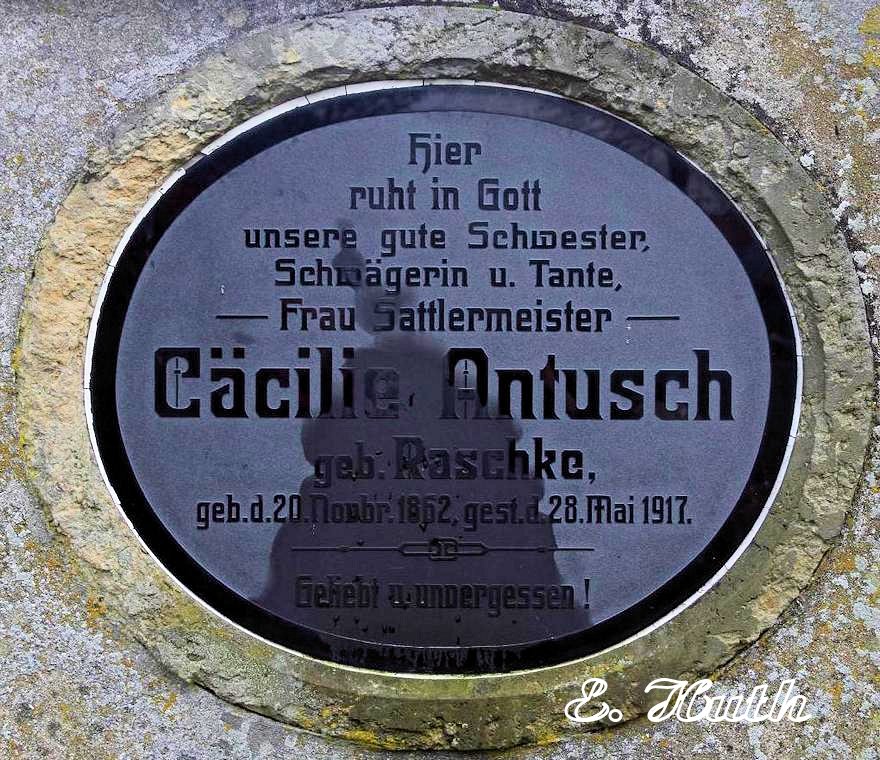 Hier
ruht in Gott
unsere gute Schwester,
Schwägerin u. Tante,
Frau Sattlermeister
Cäcilie Antusch
geb. Raschke,
geb. d. 20. Novbr. 1862, gest. d. 28. Mai 1917.
Geliebt u. unvergessen!
E. Huth